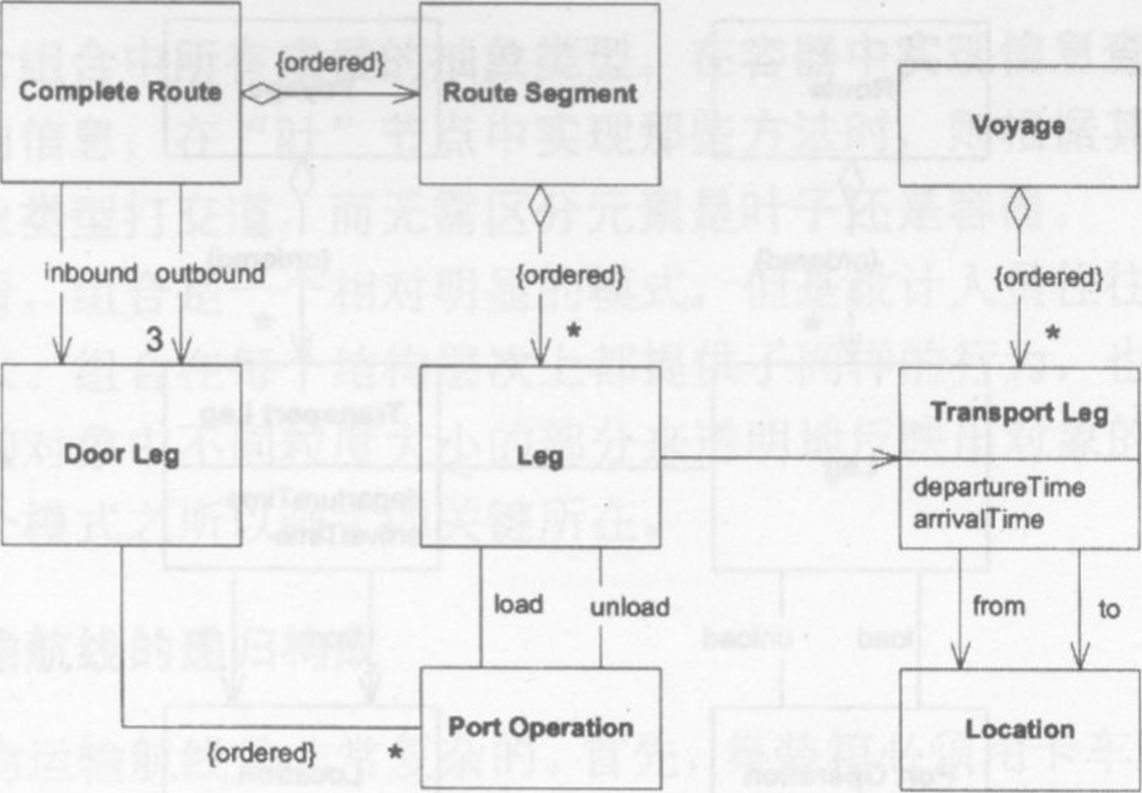 Complete Route
{ordered}
Route Segment
Voyage
inbound
outbound
3
{ordered}
*
{ordered}
*
Door Leg
Leg
Transport Leg
departureTime
arrivalTime
load
unload
from
to
Port Operation
Location
{ordered}
*